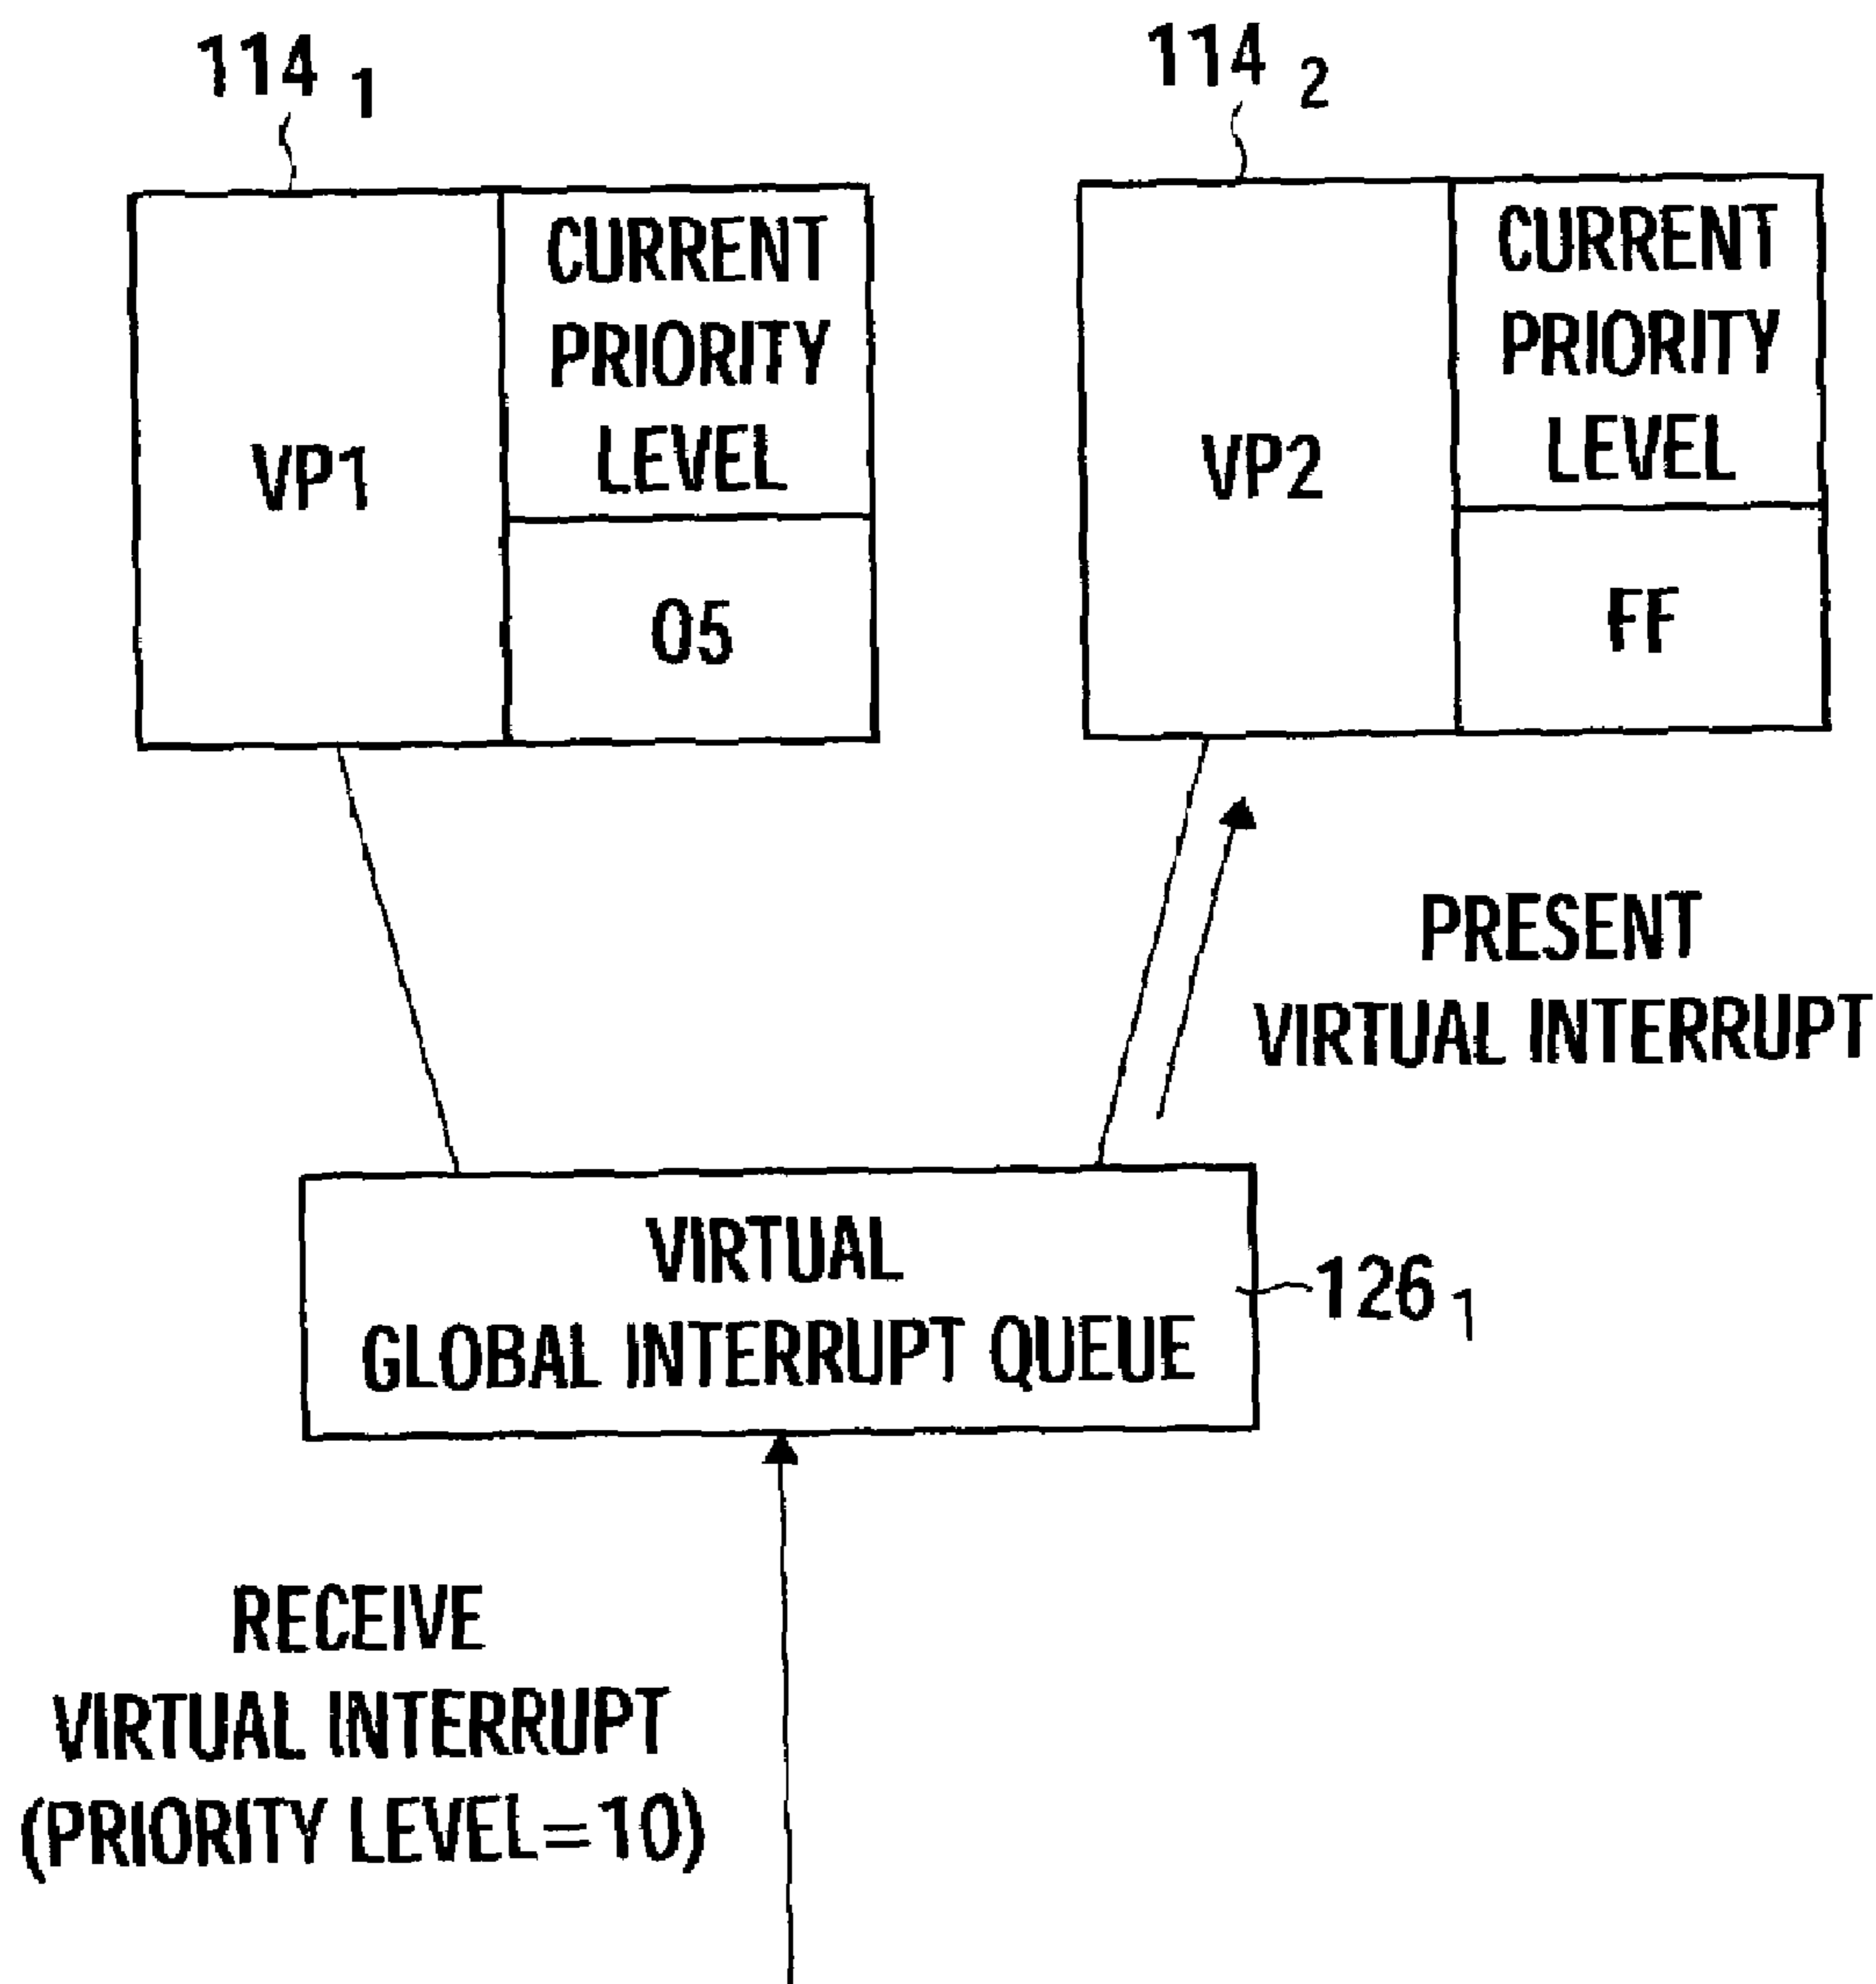 114 1
114 2
VP1
CURRENT
PRIORITY
LEVEL
05
VP2
CURRENT
PRIORITY
LEVEL
FF
PRESENT
VIRTUAL INTERRUPT
VIRTUAL
GLOBAL INTERRUPT QUEUE
126 1
RECEIVE
VIRTUAL INTERRUPT
(PRIORITY LEVEL=10)